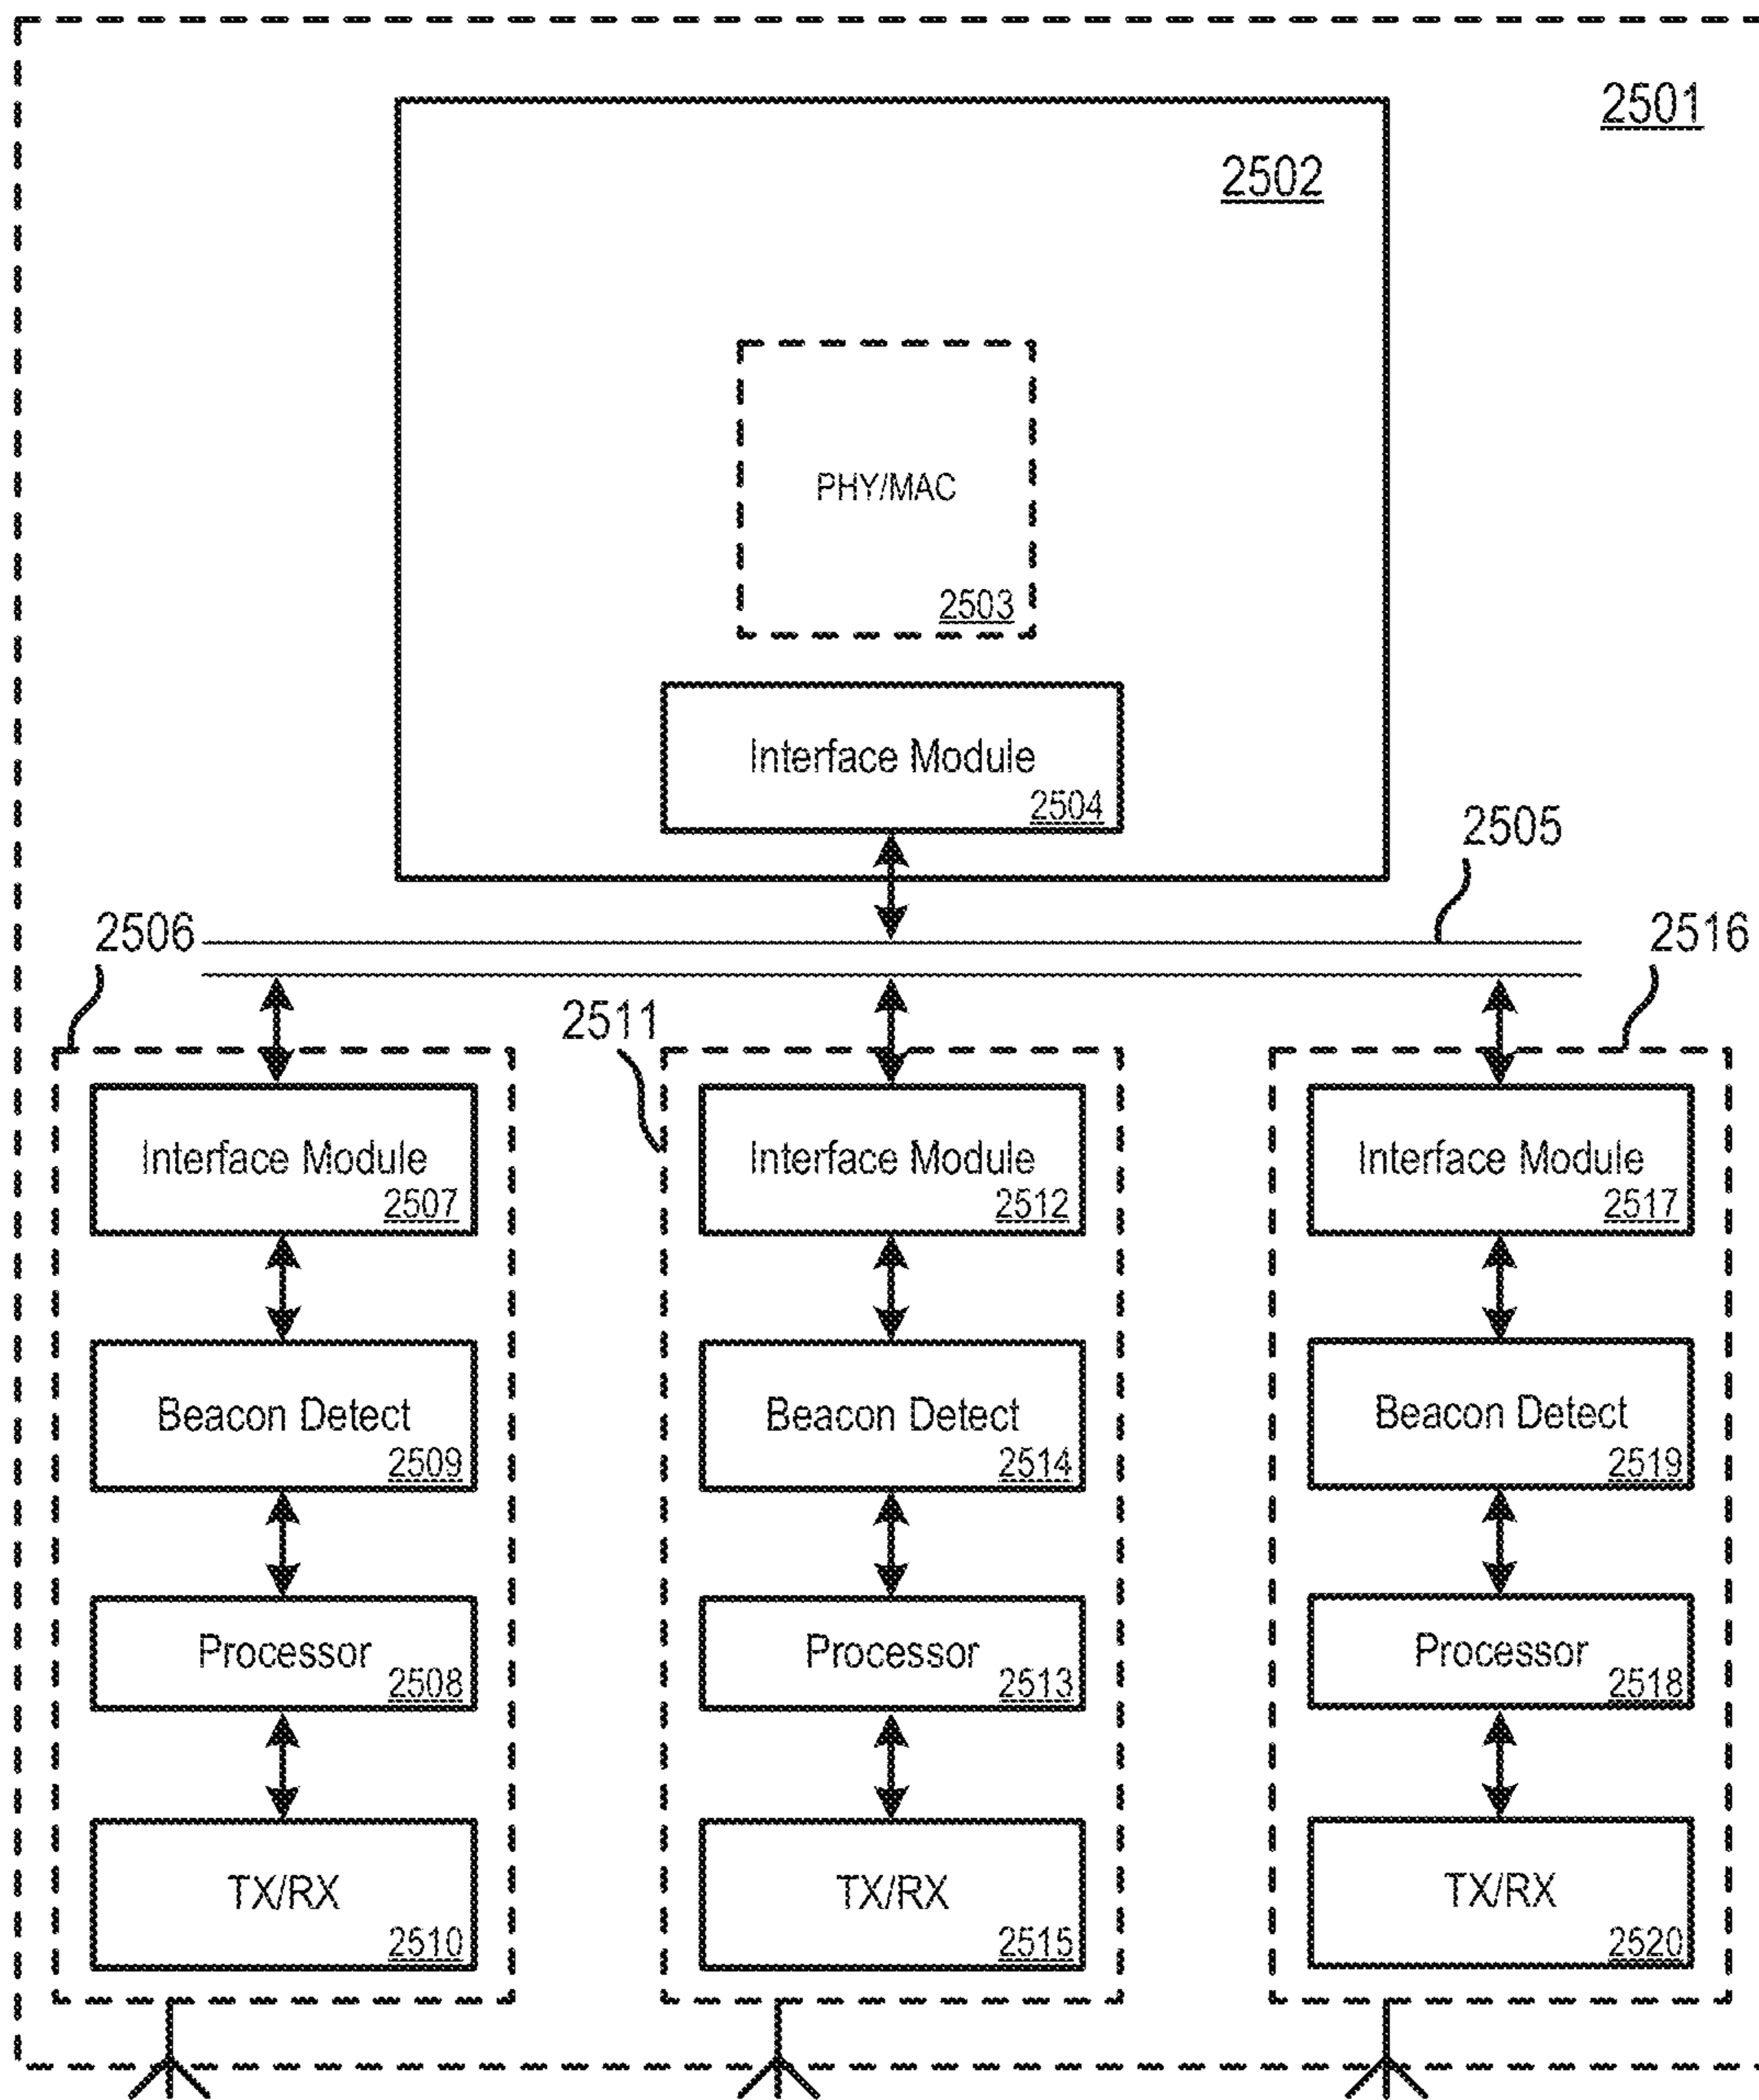 2501
2502
PHY/MAC
2503
Interface Module
2504
2505
2506
2516
2511
Interface Module
2507
Interface Module
2512
Interface Module
2517
Beacon Detect
2509
Beacon Detect
2514
Beacon Detect
2519
Processor
2508
Processor
2513
Processor
2518
TX/RX
2510
TX/RX
2515
TX/RX
2520